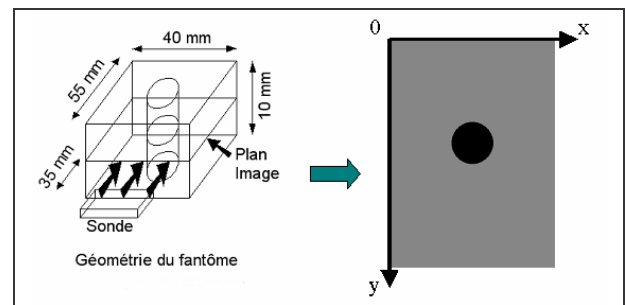 40 mm
55 mm
10 mm
35 mm
Plan
Image
Sonde
Géométrie du fantôme
0
x
y